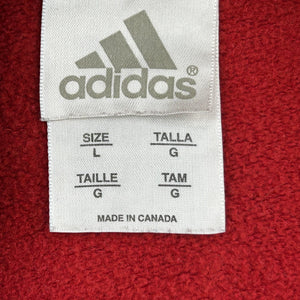 adidas®
SIZE TALLA
L G
TAILLE TAM
G G
MADE IN CANADA